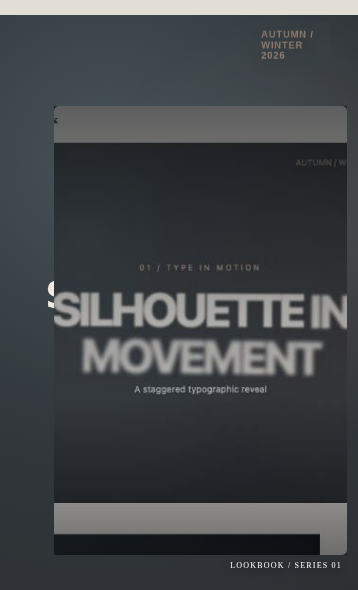 AUTUMN /
WINTER
2026
AUTUMN / W
01 / TYPE IN MOTION
SILHOUETTE IN
MOVEMENT
A staggered typographic reveal
LOOKBOOK / SERIES 01